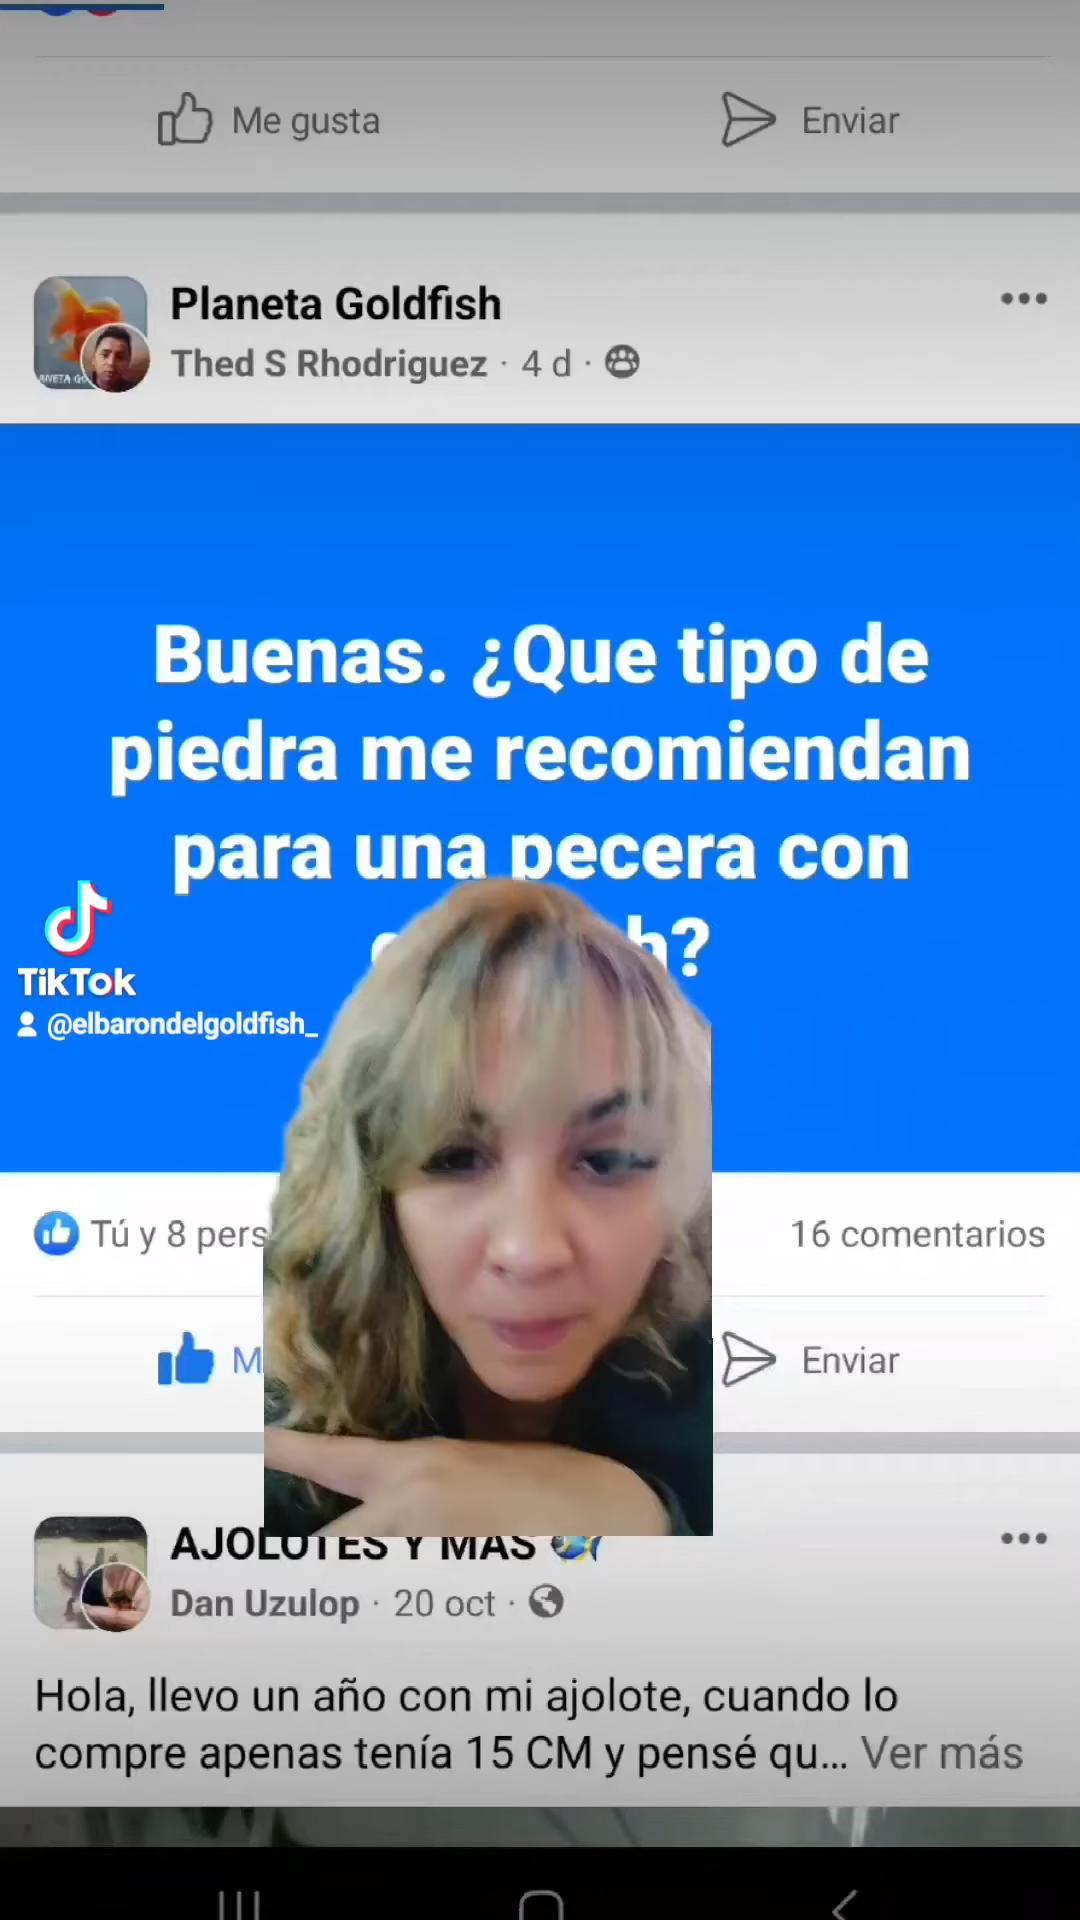 Me gusta
Enviar
Planeta Goldfish
Thed S Rhodriguez · 4 d ·
Buenas. ¿Que tipo de
piedra me recomiendan
para una pecera con
h?
TikTok
@elbarondelgoldfish_
Tú y 8 pers
16 comentarios
M
Enviar
AJOLOTES Y MAS
Dan Uzulop · 20 oct ·
Hola, llevo un año con mi ajolote, cuando lo
compre apenas tenía 15 CM y pensé qu... Ver más